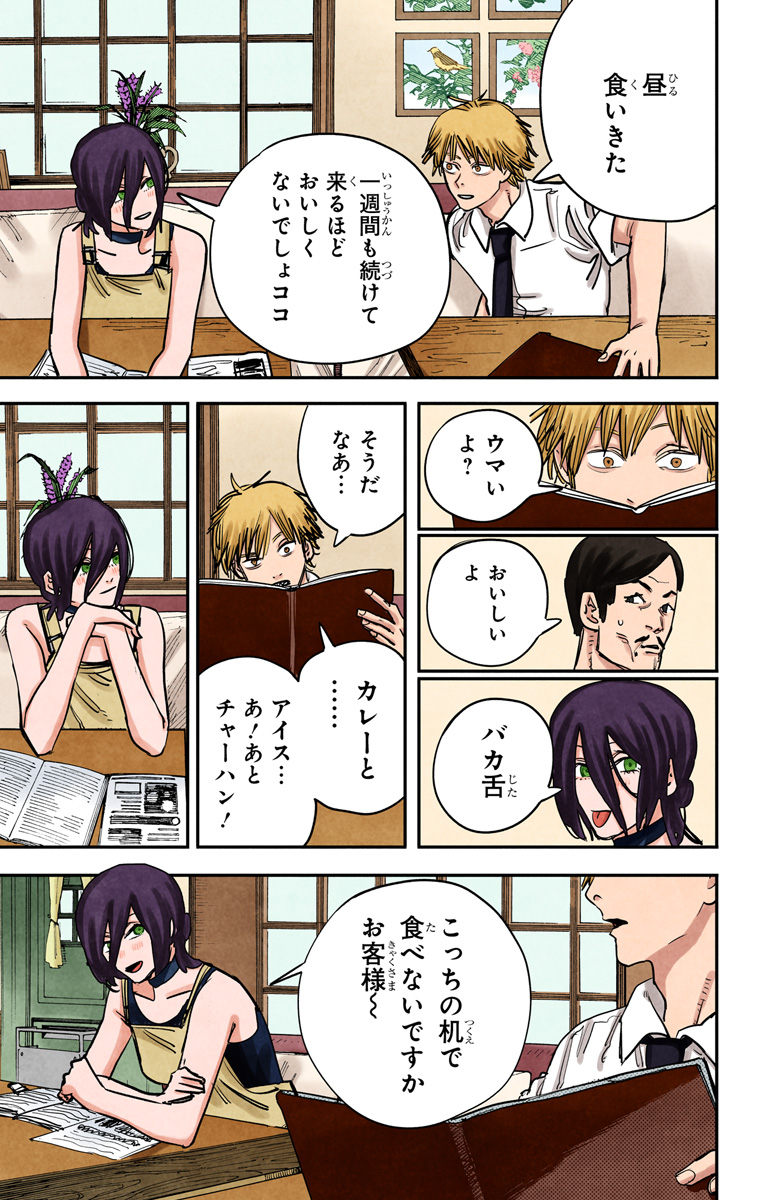 昼
食いきた
一週間も続けて
来るほど
おいしく
ないでしょココ
ウマい
よ?
おいしい
よ
バカ舌
そうだ
なあ…
カレーと
……
アイス…
あ!あと
チャーハン!
こっちの机で
食べないですか
お客様〜